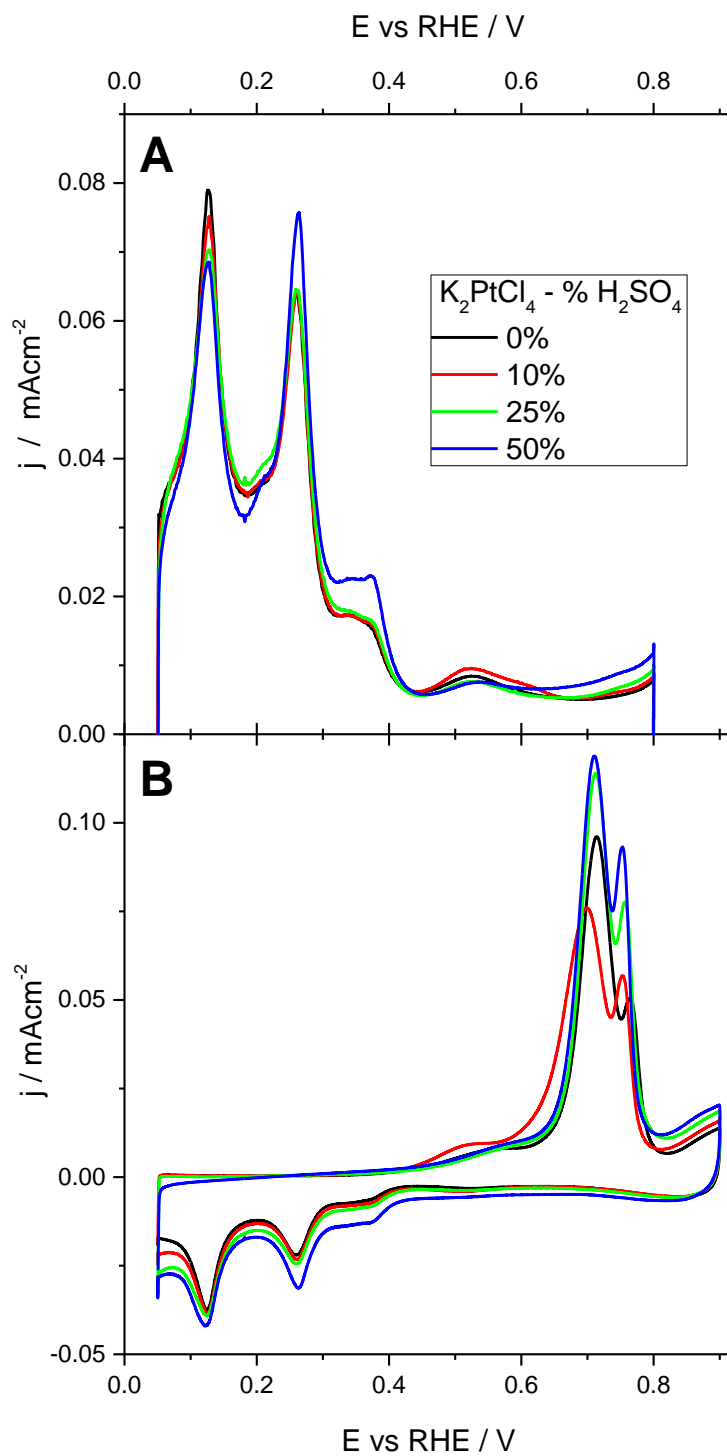 E vs RHE / V
0.0 0.2 0.4 0.6 0.8
A
0.08
0.06
0.04
0.02
0.00
j / mAcm⁻²
K₂PtCl₄ - % H₂SO₄
0%
10%
25%
50%
B
0.10
0.05
0.00
-0.05
j / mAcm⁻²
0.0 0.2 0.4 0.6 0.8
E vs RHE / V